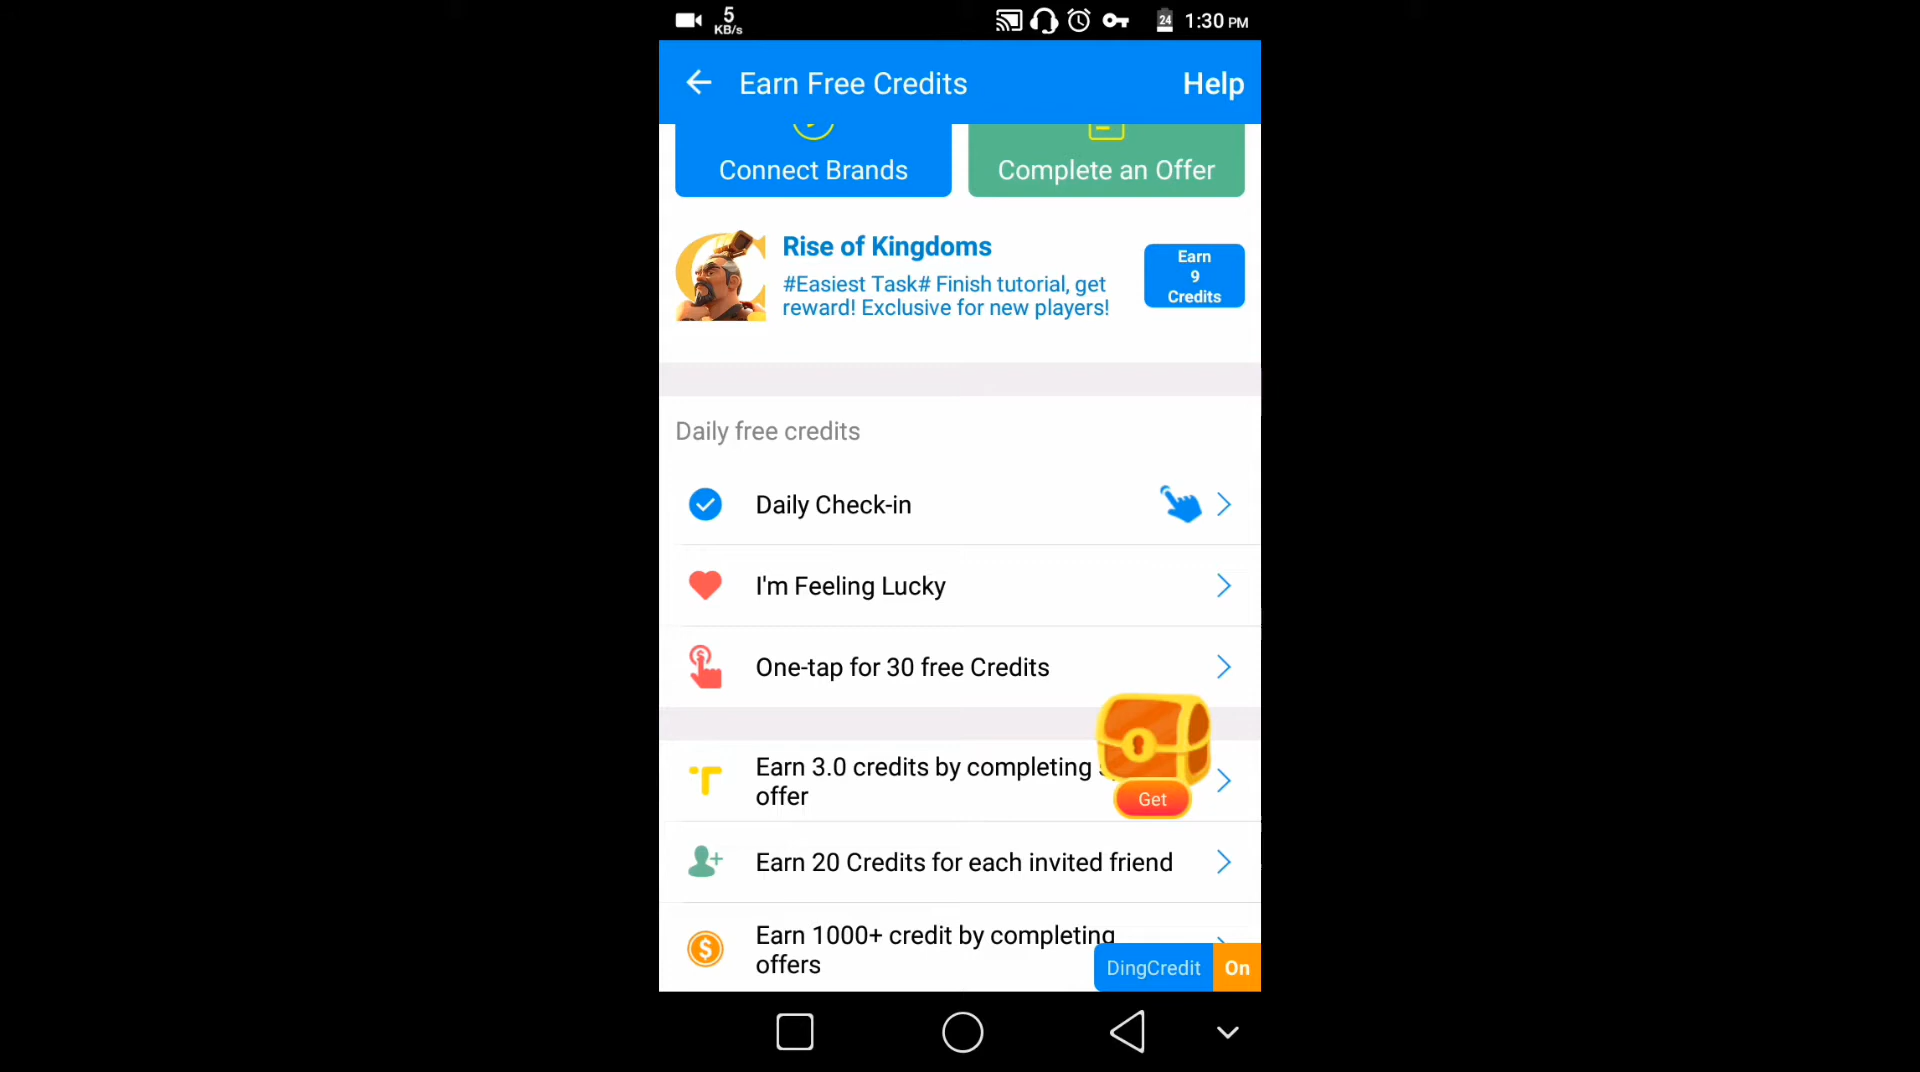 5
KB/s
24
1:30 PM
Earn Free Credits
Help
Connect Brands
Complete an Offer
Rise of Kingdoms
#Easiest Task# Finish tutorial, get
reward! Exclusive for new players!
Earn
9
Credits
Daily free credits
Daily Check-in
I'm Feeling Lucky
One-tap for 30 free Credits
Earn 3.0 credits by completing
offer
Get
Earn 20 Credits for each invited friend
Earn 1000+ credit by completing
offers
DingCredit
On